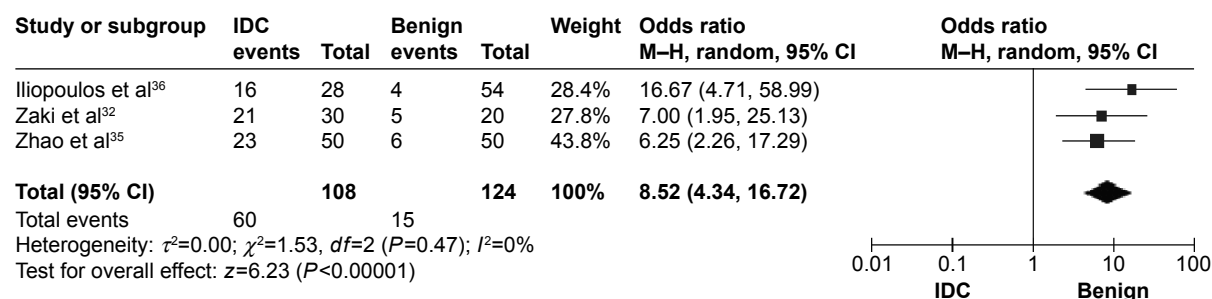 Study or subgroup IDC Benign Weight Odds ratio Odds ratio
events Total events Total M–H, random, 95% CI M–H, random, 95% CI
Iliopoulos et al³⁶ 16 28 4 54 28.4% 16.67 (4.71, 58.99)
Zaki et al³² 21 30 5 20 27.8% 7.00 (1.95, 25.13)
Zhao et al³⁵ 23 50 6 50 43.8% 6.25 (2.26, 17.29)
Total (95% CI) 108 124 100% 8.52 (4.34, 16.72)
Total events 60 15
Heterogeneity: τ²=0.00; χ²=1.53, df=2 (P=0.47); I²=0%
Test for overall effect: z=6.23 (P<0.00001)
0.01 0.1 1 10 100
IDC Benign